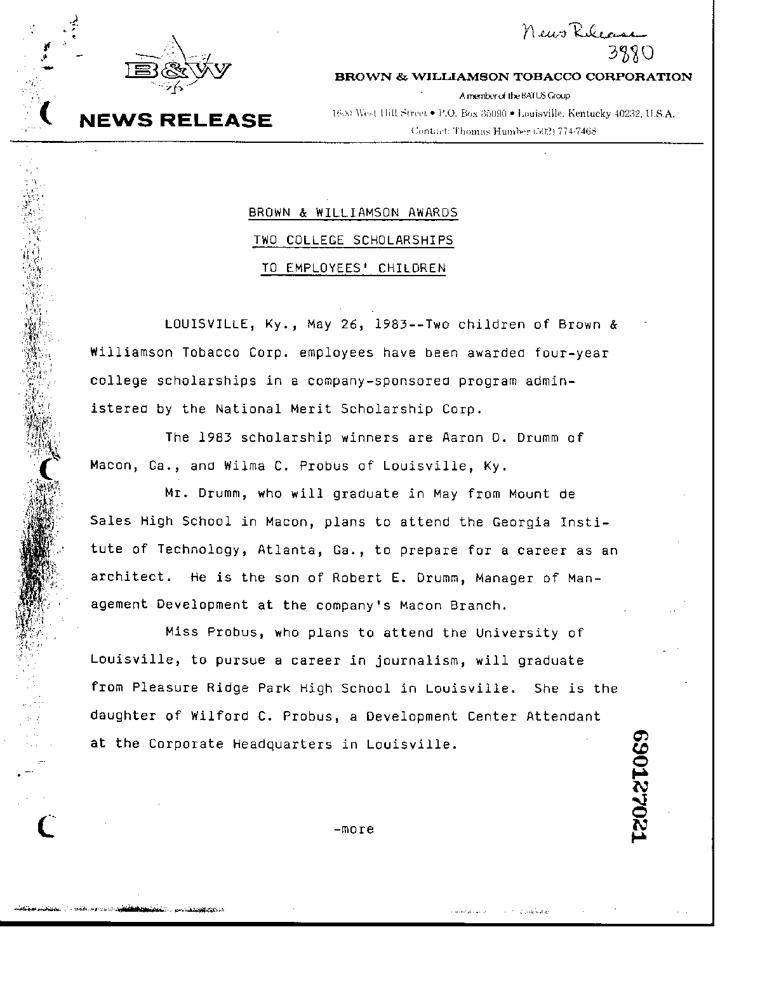 News Release
3880
B&W
BROWN & WILLIAMSON TOBACCO CORPORATION
A member of the BATUS Group
NEWS RELEASE
1600 West Hill Street • P.O. Box 35090 • Louisville, Kentucky 40232, U.S.A.
Contact: Thomas Humber (502) 774-7468
BROWN & WILLIAMSON AWARDS
TWO COLLEGE SCHOLARSHIPS
TO EMPLOYEES' CHILDREN
LOUISVILLE, Ky., May 26, 1983--Two children of Brown &
Williamson Tobacco Corp. employees have been awarded four-year
college scholarships in a company-sponsored program admin-
istered by the National Merit Scholarship Corp.
The 1983 scholarship winners are Aaron D. Drumm of
Macon, Ga., and Wilma C. Probus of Louisville, Ky.
Mr. Drumm, who will graduate in May from Mount de
Sales High School in Macon, plans to attend the Georgia Insti-
tute of Technology, Atlanta, Ga., to prepare for a career as an
architect. He is the son of Robert E. Drumm, Manager of Man-
agement Development at the company's Macon Branch.
Miss Probus, who plans to attend the University of
Louisville, to pursue a career in journalism, will graduate
from Pleasure Ridge Park High School in Louisville. She is the
daughter of Wilford C. Probus, a Development Center Attendant
at the Corporate Headquarters in Louisville.
690127021
-more